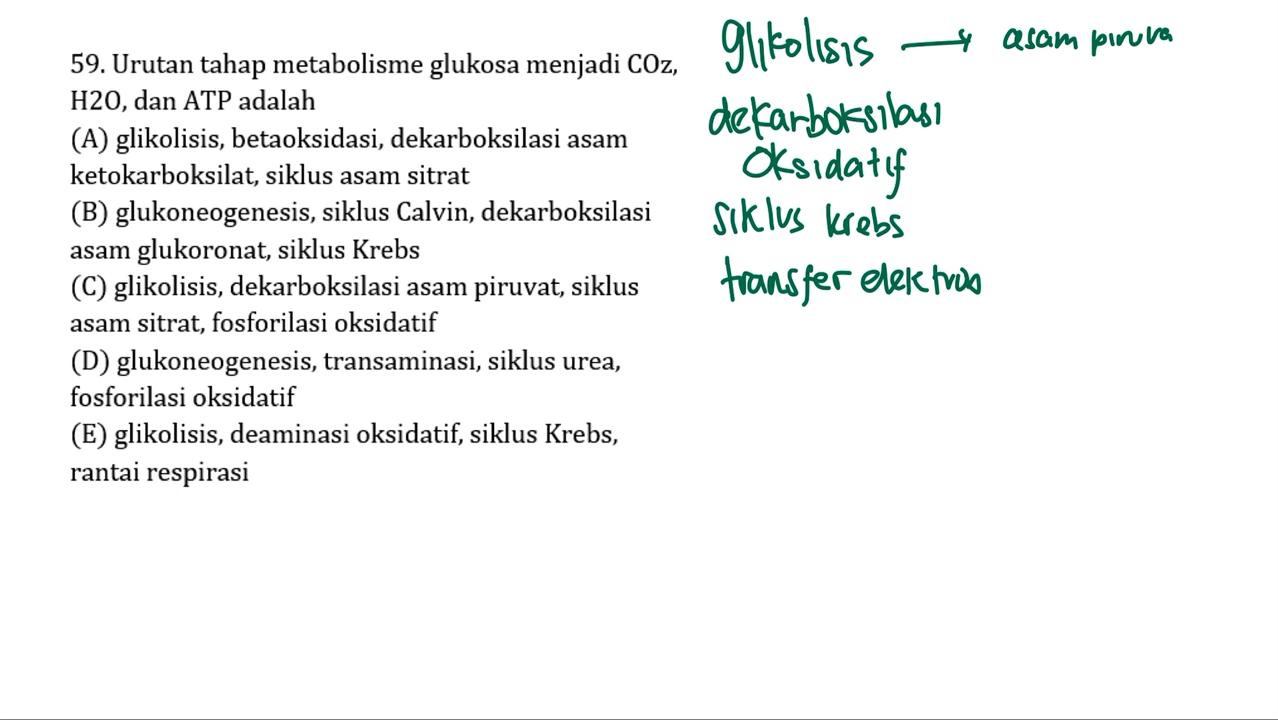 59. Urutan tahap metabolisme glukosa menjadi COz,
H2O, dan ATP adalah
(A) glikolisis, betaoksidasi, dekarboksilasi asam
ketokarboksilat, siklus asam sitrat
(B) glukoneogenesis, siklus Calvin, dekarboksilasi
asam glukoronat, siklus Krebs
(C) glikolisis, dekarboksilasi asam piruvat, siklus
asam sitrat, fosforilasi oksidatif
(D) glukoneogenesis, transaminasi, siklus urea,
fosforilasi oksidatif
(E) glikolisis, deaminasi oksidatif, siklus Krebs,
rantai respirasi
glikolisis → asam piruva
dekarboksilasi
oksidatif
siklus krebs
transfer elektron